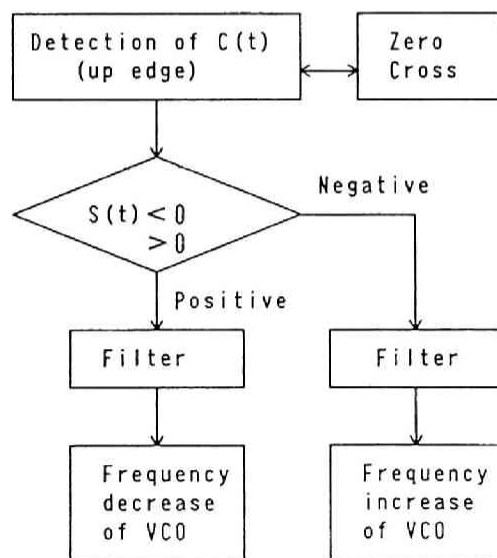 Detection of C(t)
(up edge)
Zero
Cross
Negative
S(t) < 0
> 0
Positive
Filter
Filter
Frequency
decrease
of VCO
Frequency
increase
of VCO